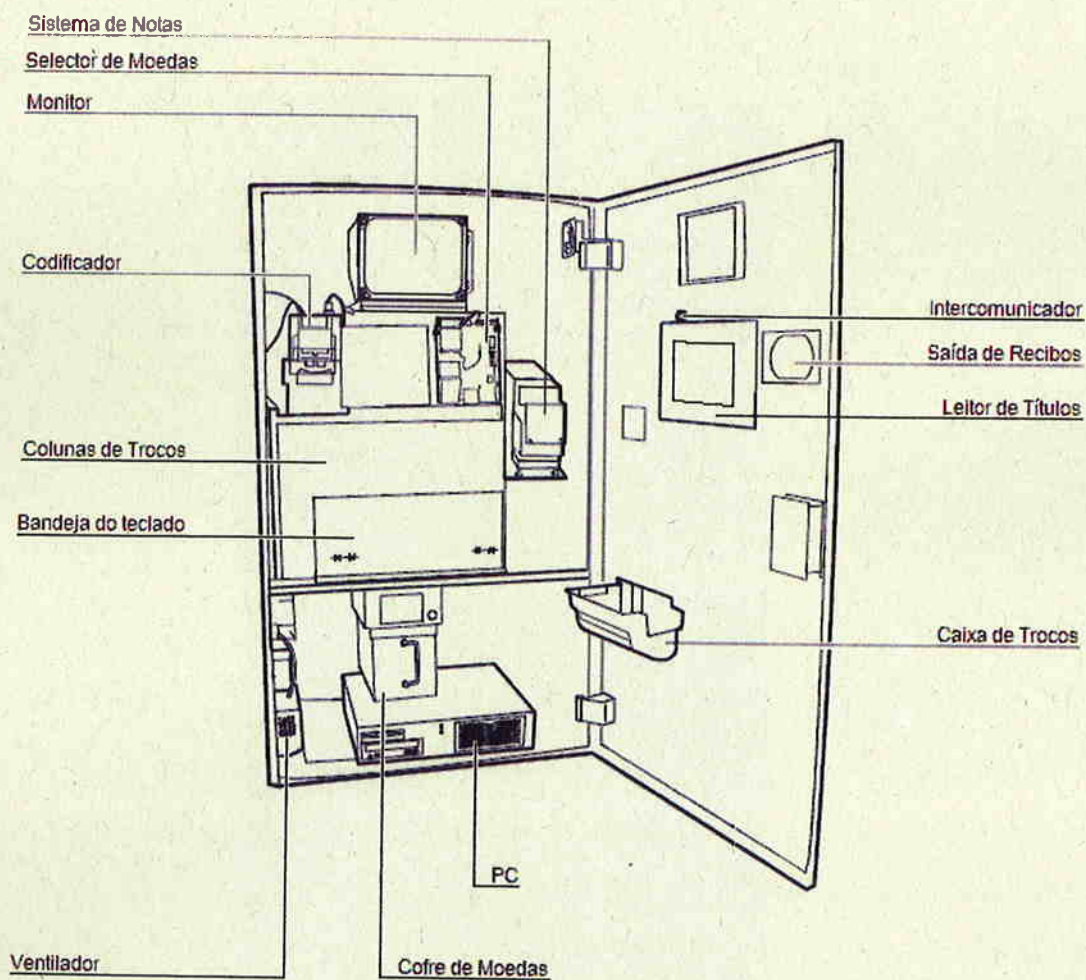 Sistema de Notas
Selector de Moedas
Monitor
Codificador
Intercomunicador
Saída de Recibos
Leitor de Títulos
Colunas de Trocos
Bandeja do teclado
Caixa de Trocos
PC
Ventilador
Cofre de Moedas